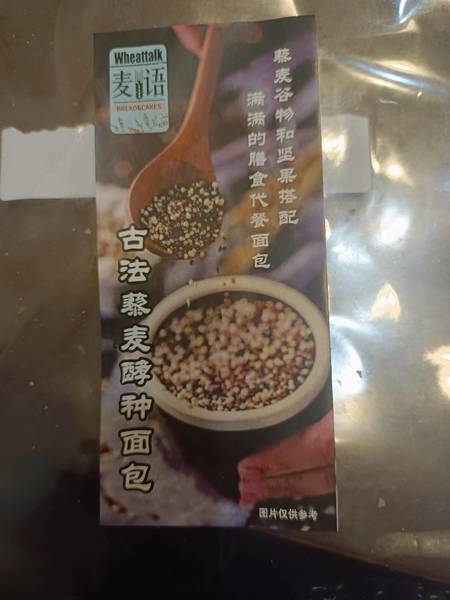 Wheattalk
麦语
BREAD&CAKES
藜麦谷物和坚果搭配
满满的膳食代餐面包
古法藜麦酵种面包
图片仅供参考